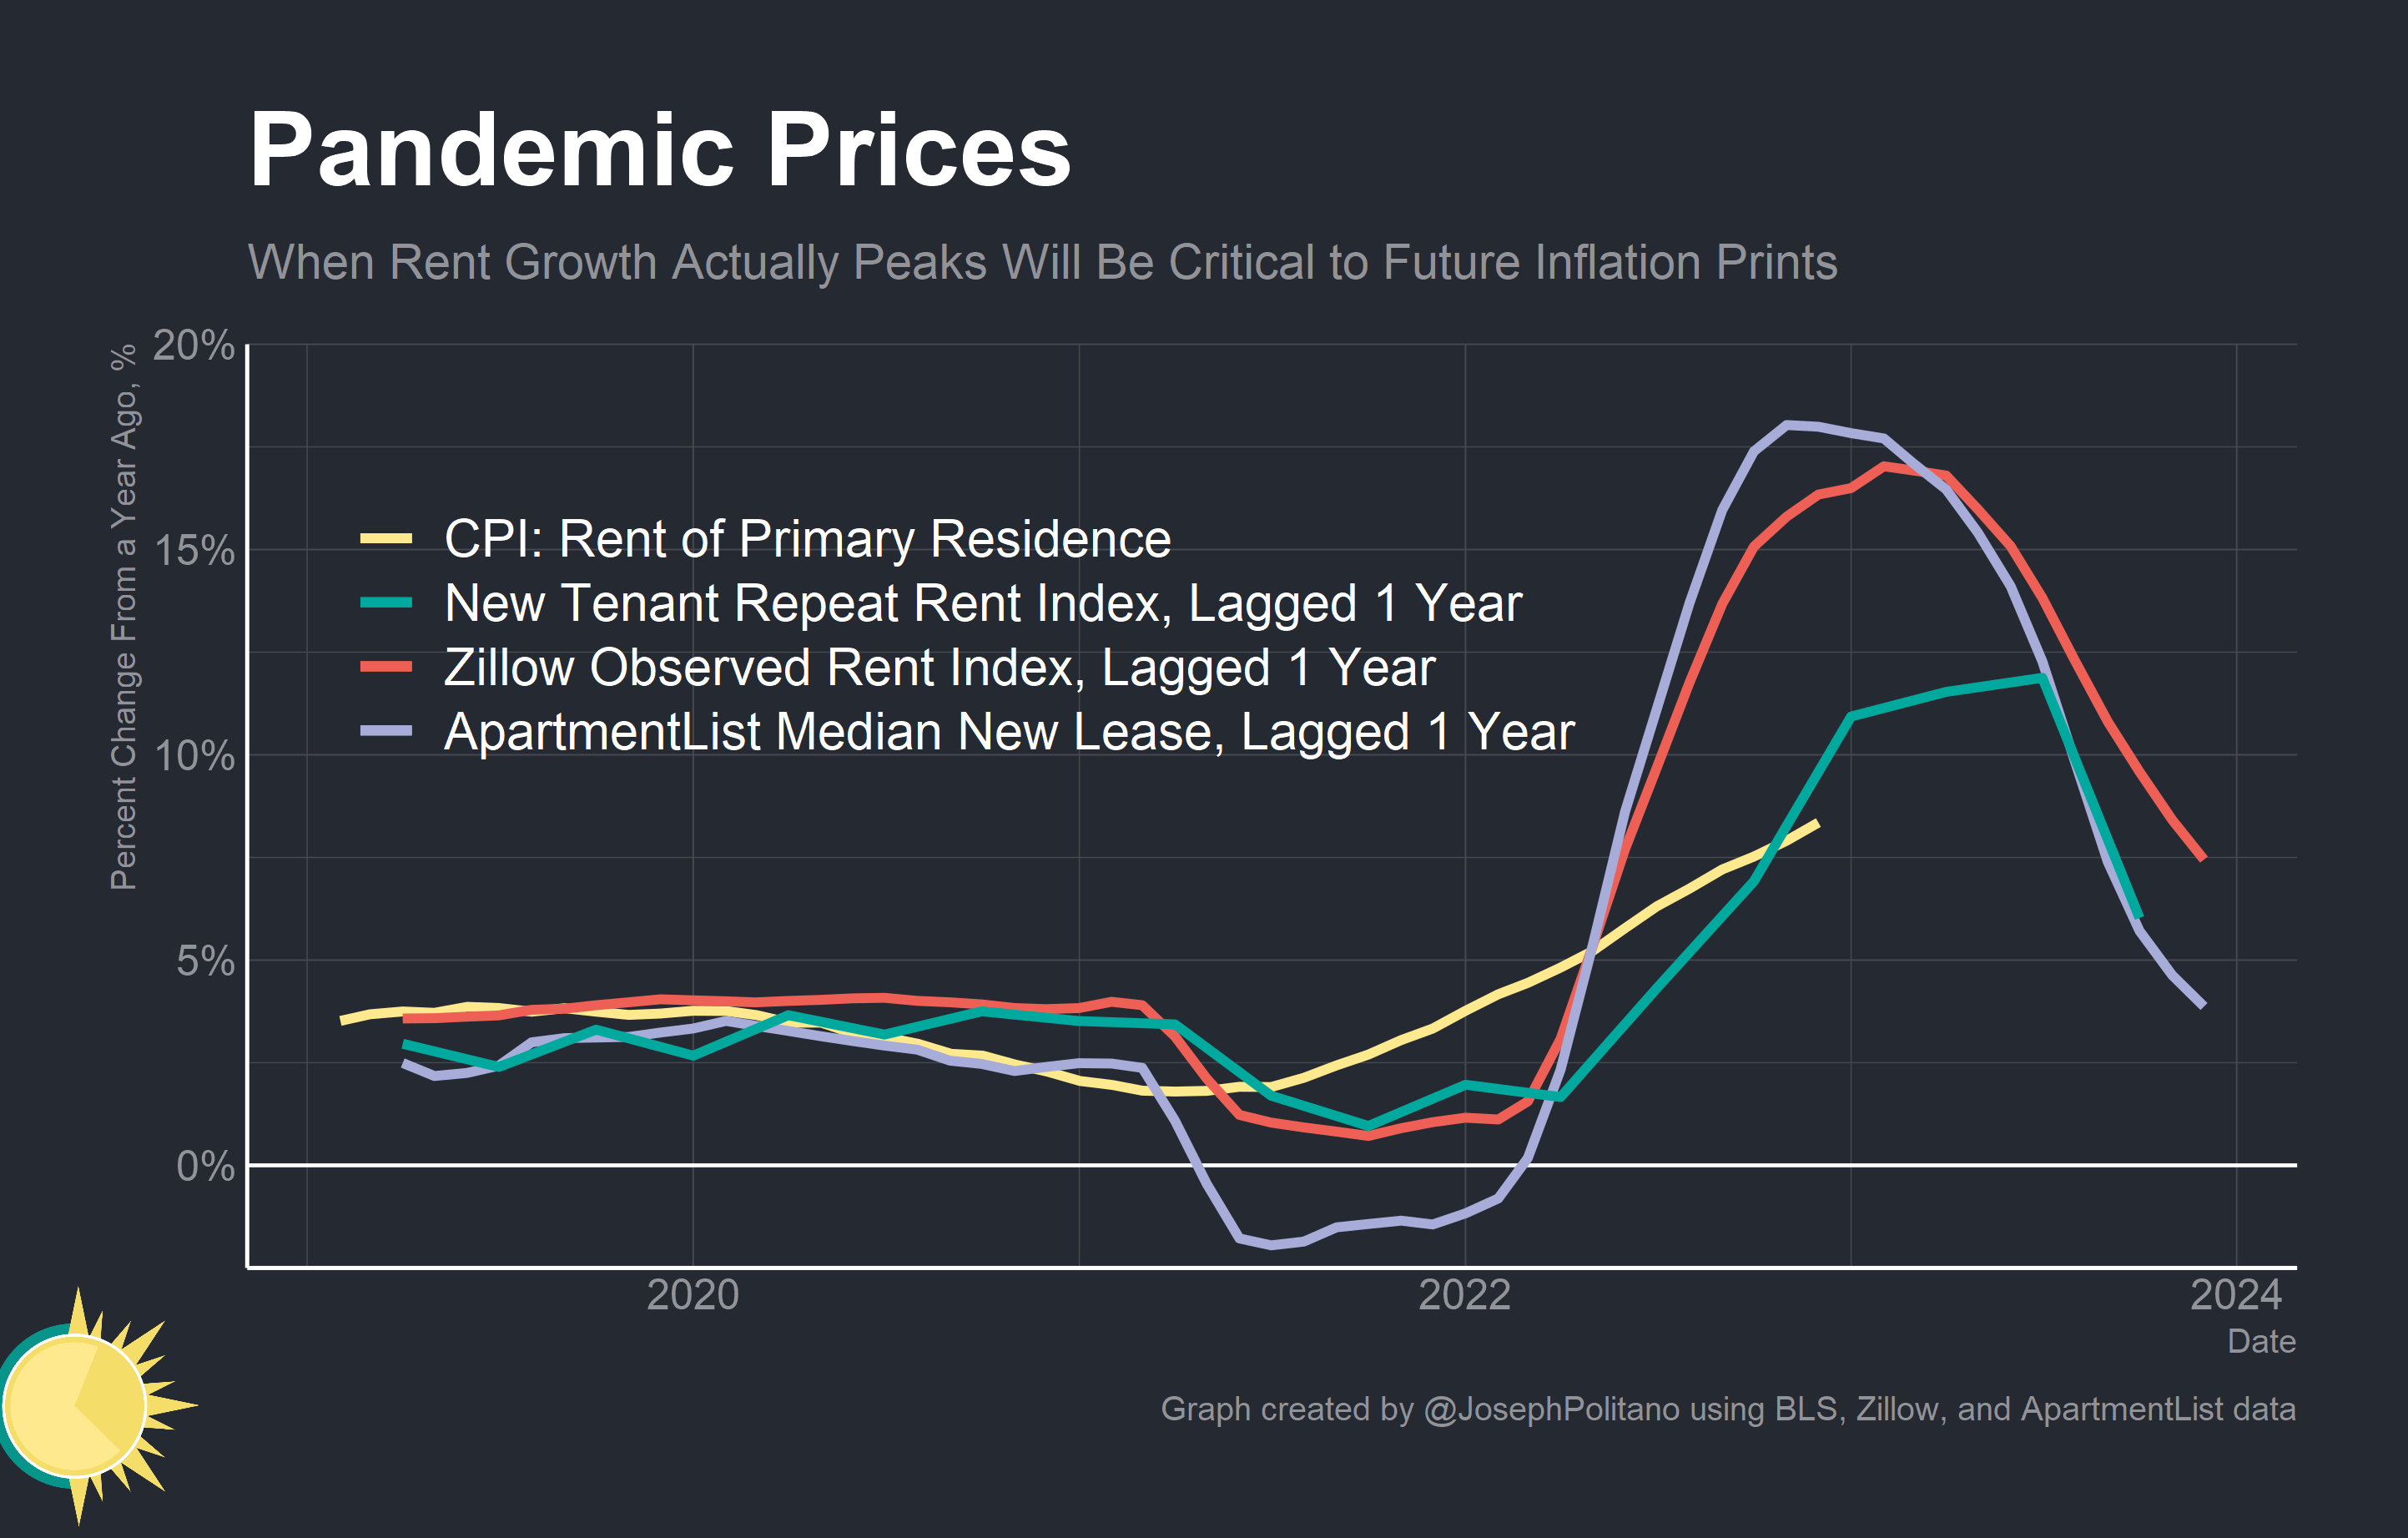 Pandemic Prices
When Rent Growth Actually Peaks Will Be Critical to Future Inflation Prints
Percent Change From a Year Ago, %
20%
15%
10%
5%
0%
CPI: Rent of Primary Residence
New Tenant Repeat Rent Index, Lagged 1 Year
Zillow Observed Rent Index, Lagged 1 Year
ApartmentList Median New Lease, Lagged 1 Year
2020
2022
2024
Date
Graph created by @JosephPolitano using BLS, Zillow, and ApartmentList data